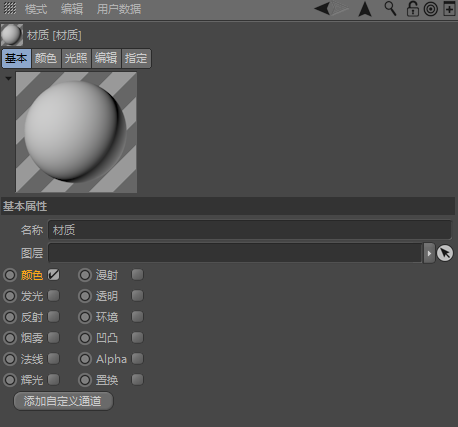 模式 编辑 用户数据
材质 [材质]
基本 颜色 光照 编辑 指定
基本属性
名称 材质
图层
颜色 漫射
发光 透明
反射 环境
烟雾 凹凸
法线 Alpha
辉光 置换
添加自定义通道